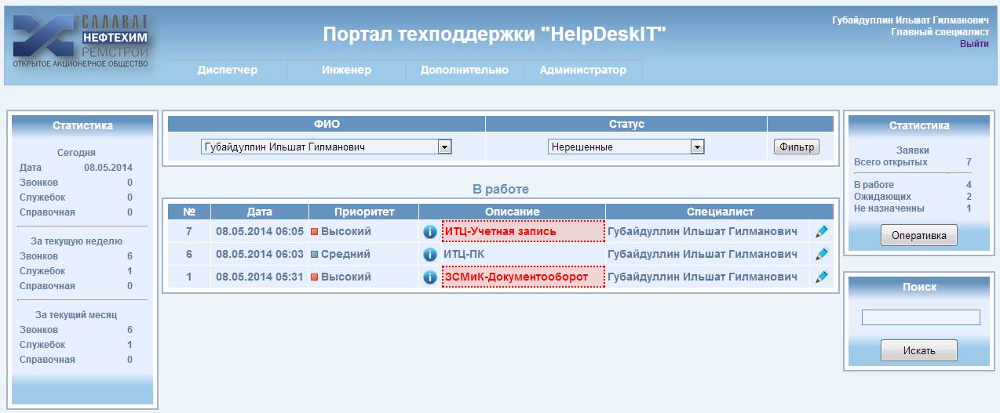 САЛАВАТ
НЕФТЕХИМ
РЕМСТРОЙ
ОТКРЫТОЕ АКЦИОНЕРНОЕ ОБЩЕСТВО
Портал техподдержки "HelpDeskIT"
Губайдуллин Ильшат Гилманович
Главный специалист
Выйти
Диспетчер Инженер Дополнительно Администратор
Статистика
Сегодня
Дата 08.05.2014
Звонков 0
Служебок 0
Справочная 0
За текущую неделю
Звонков 6
Служебок 1
Справочная 0
За текущий месяц
Звонков 6
Служебок 1
Справочная 0
ФИО Статус
Губайдуллин Ильшат Гилманович Нерешенные Фильтр
В работе
№ Дата Приоритет Описание Специалист
7 08.05.2014 06:05 Высокий i ИТЦ-Учетная запись Губайдуллин Ильшат Гилманович
6 08.05.2014 06:03 Средний i ИТЦ-ПК Губайдуллин Ильшат Гилманович
1 08.05.2014 05:31 Высокий i ЗСМиК-Документооборот Губайдуллин Ильшат Гилманович
Статистика
Заявки
Всего открытых 7
В работе 4
Ожидающих 2
Не назначенны 1
Оперативка
Поиск
Искать